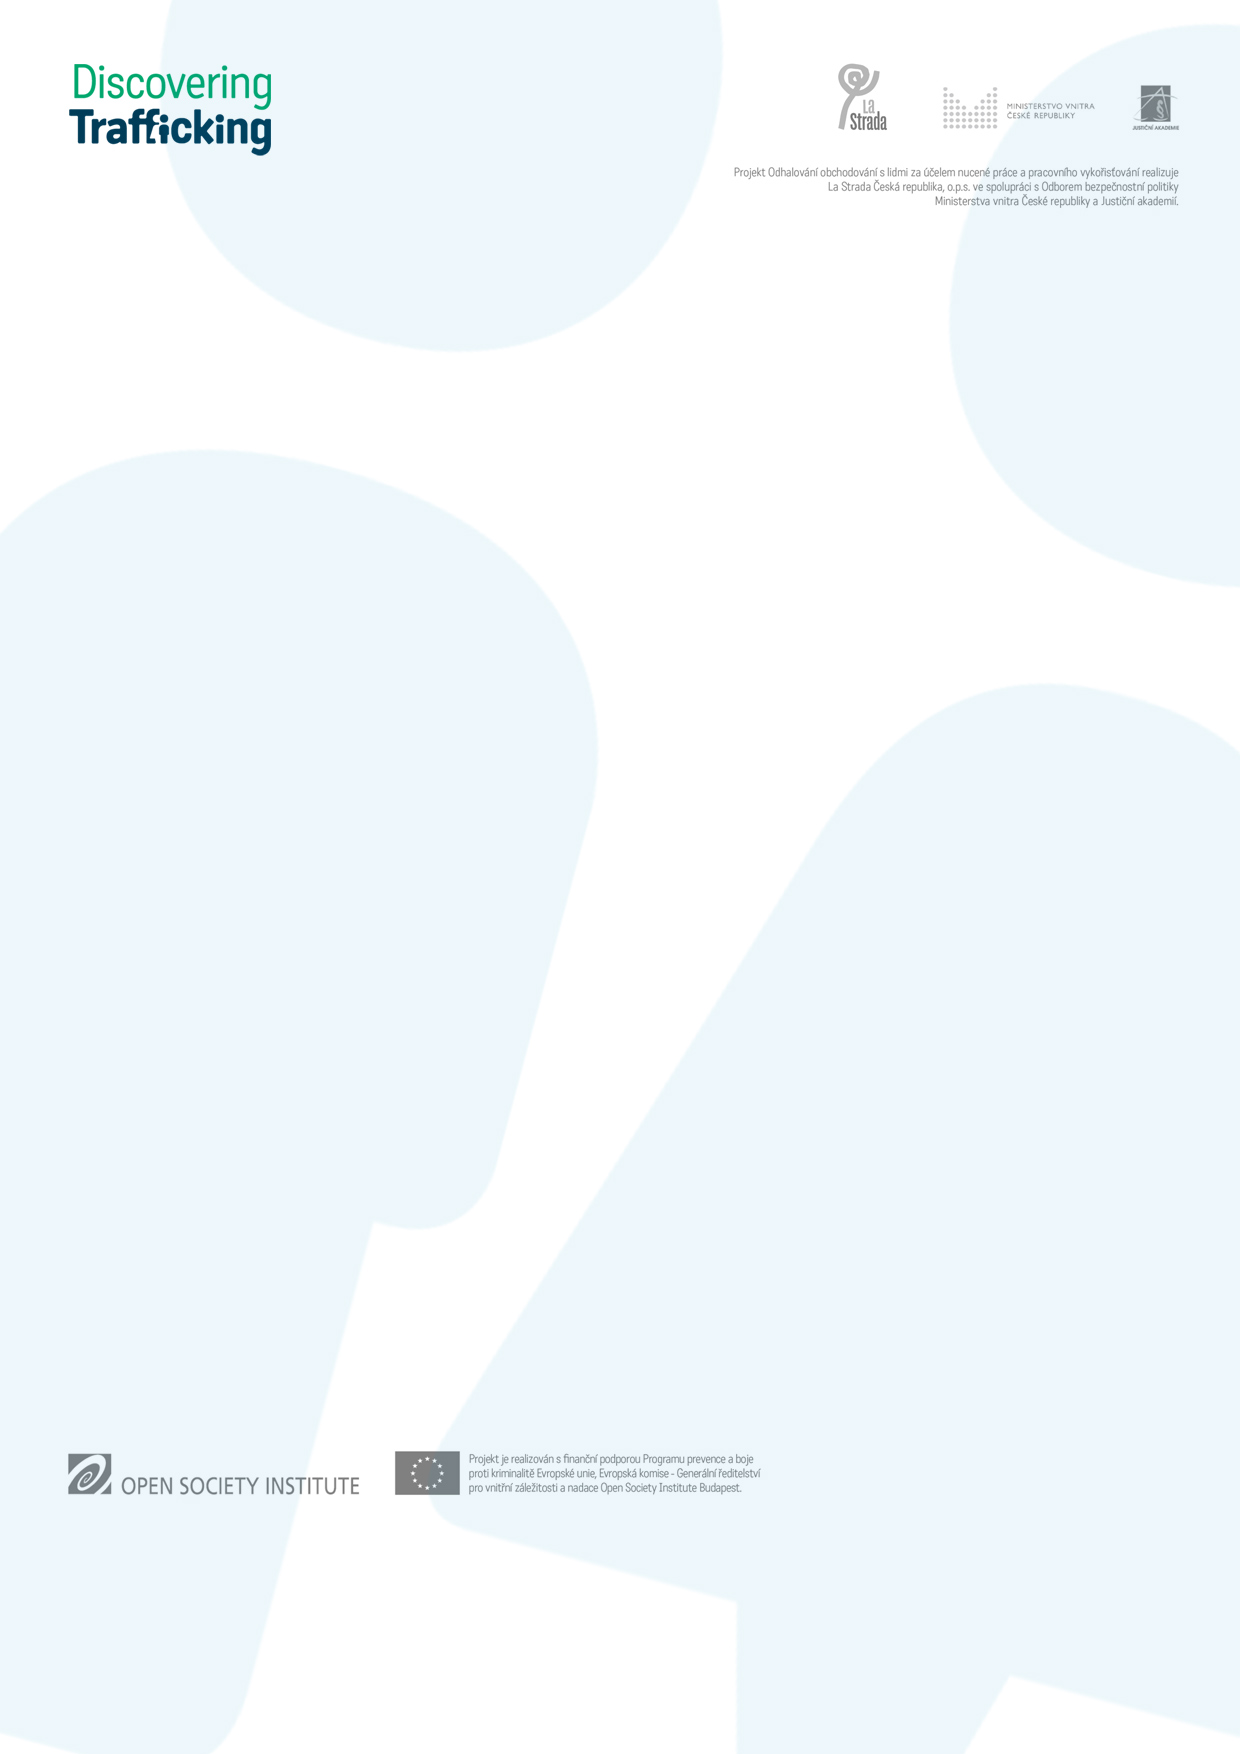 Discovering
Trafficking
La
Strada
MINISTERSTVO VNITRA
ČESKÉ REPUBLIKY
JUSTIČNÍ AKADEMIE
Projekt Odhalování obchodování s lidmi za účelem nucené práce a pracovního vykořisťování realizuje
La Strada Česká republika, o.p.s. ve spolupráci s Odborem bezpečnostní politiky
Ministerstva vnitra České republiky a Justiční akademií.
OPEN SOCIETY INSTITUTE
Projekt je realizován s finanční podporou Programu prevence a boje
proti kriminalitě Evropské unie, Evropská komise - Generální ředitelství
pro vnitřní záležitosti a nadace Open Society Institute Budapest.